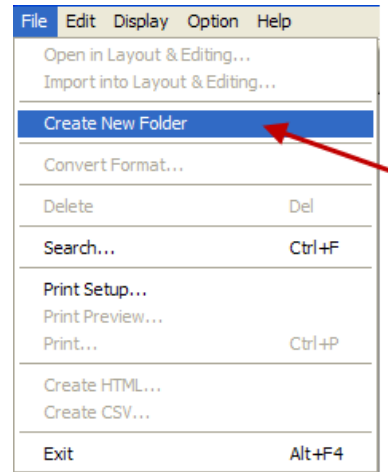 File Edit Display Option Help
Open in Layout & Editing...
Import into Layout & Editing...
Create New Folder
Convert Format...
Delete Del
Search... Ctrl+F
Print Setup...
Print Preview...
Print... Ctrl+P
Create HTML...
Create CSV...
Exit Alt+F4